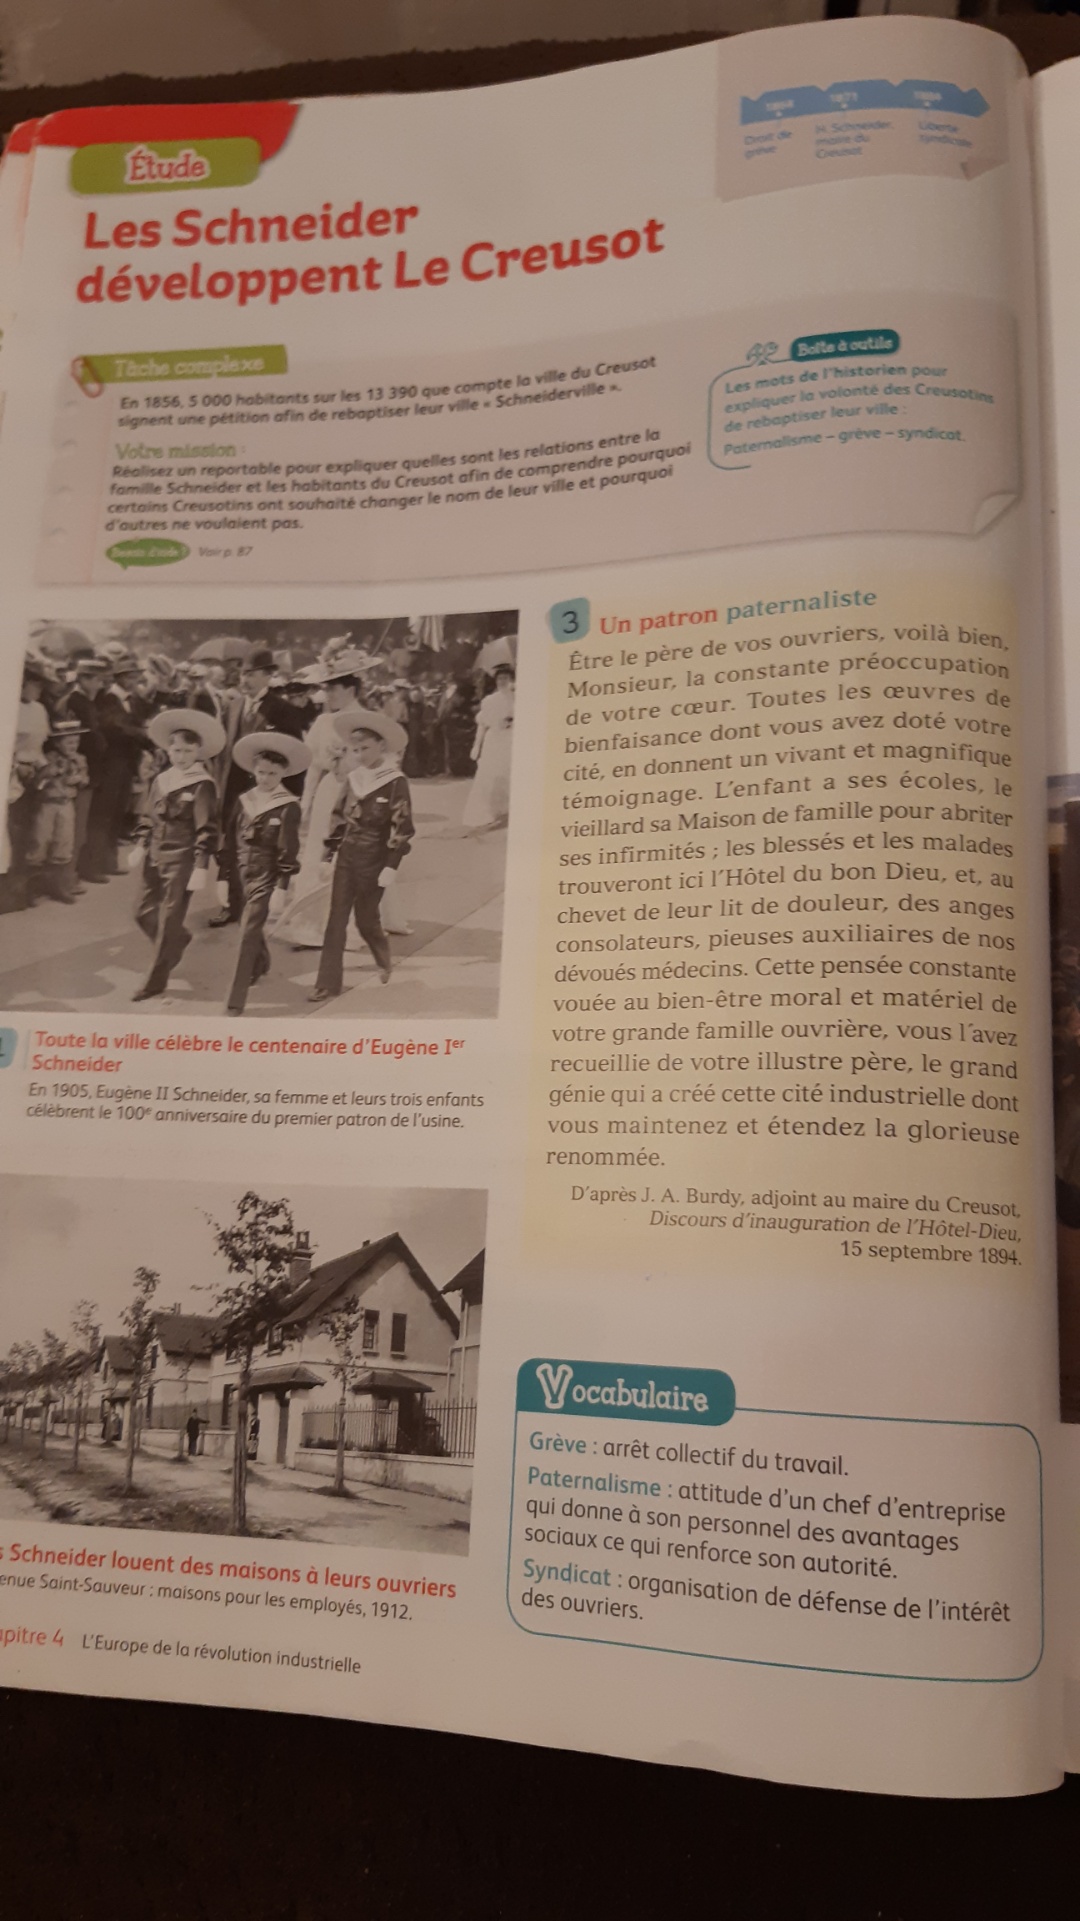 1864
1871
Droit de
grève
H. Schneider,
maire du
Creusot
Liberté
syndicale
Étude
Les Schneider
développent Le Creusot
Tâche complexe
En 1856, 5 000 habitants sur les 13 390 que compte la ville du Creusot
signent une pétition afin de rebaptiser leur ville « Schneiderville ».
Votre mission :
Réalisez un reportable pour expliquer quelles sont les relations entre la
famille Schneider et les habitants du Creusot afin de comprendre pourquoi
certains Creusotins ont souhaité changer le nom de leur ville et pourquoi
d'autres ne voulaient pas.
Besoin d'aide ? Voir p. 87
Boîte à outils
Les mots de l'historien pour
expliquer la volonté des Creusotins
de rebaptiser leur ville :
Paternalisme – grève – syndicat.
Toute la ville célèbre le centenaire d'Eugène Ier
Schneider
En 1905, Eugène II Schneider, sa femme et leurs trois enfants
célèbrent le 100e anniversaire du premier patron de l'usine.
Schneider louent des maisons à leurs ouvriers
Saint-Sauveur : maisons pour les employés, 1912.
3 Un patron paternaliste
Être le père de vos ouvriers, voilà bien,
Monsieur, la constante préoccupation
de votre cœur. Toutes les œuvres de
bienfaisance dont vous avez doté votre
cité, en donnent un vivant et magnifique
témoignage. L'enfant a ses écoles, le
vieillard sa Maison de famille pour abriter
ses infirmités ; les blessés et les malades
trouveront ici l'Hôtel du bon Dieu, et, au
chevet de leur lit de douleur, des anges
consolateurs, pieuses auxiliaires de nos
dévoués médecins. Cette pensée constante
vouée au bien-être moral et matériel de
votre grande famille ouvrière, vous l'avez
recueillie de votre illustre père, le grand
génie qui a créé cette cité industrielle dont
vous maintenez et étendez la glorieuse
renommée.
D'après J. A. Burdy, adjoint au maire du Creusot,
Discours d'inauguration de l'Hôtel-Dieu,
15 septembre 1894.
Vocabulaire
Grève : arrêt collectif du travail.
Paternalisme : attitude d'un chef d'entreprise
qui donne à son personnel des avantages
sociaux ce qui renforce son autorité.
Syndicat : organisation de défense de l'intérêt
des ouvriers.
4 L'Europe de la révolution industrielle